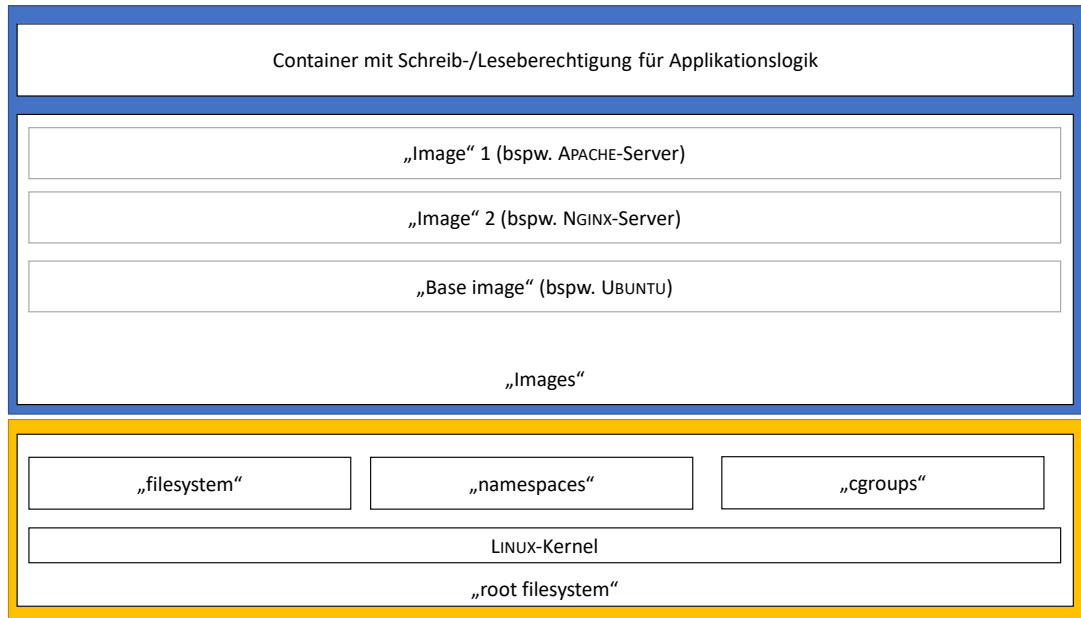 Container mit Schreib-/Leseberechtigung für Applikationslogik
„Image“ 1 (bspw. APACHE-Server)
„Image“ 2 (bspw. NGINX-Server)
„Base image“ (bspw. UBUNTU)
„Images“
„filesystem“ „namespaces“ „cgroups“
LINUX-Kernel
„root filesystem“